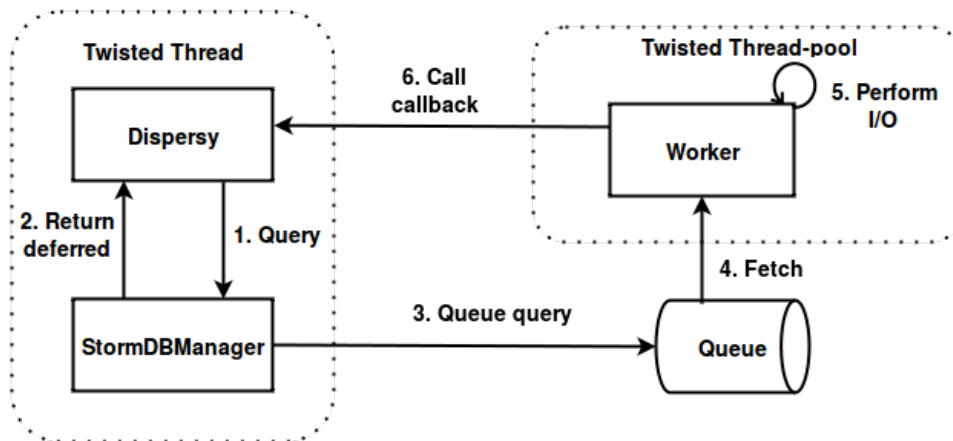 Twisted Thread
Twisted Thread-pool
6. Call
callback
5. Perform
I/O
Dispersy
Worker
2. Return
deferred
1. Query
4. Fetch
3. Queue query
StormDBManager
Queue